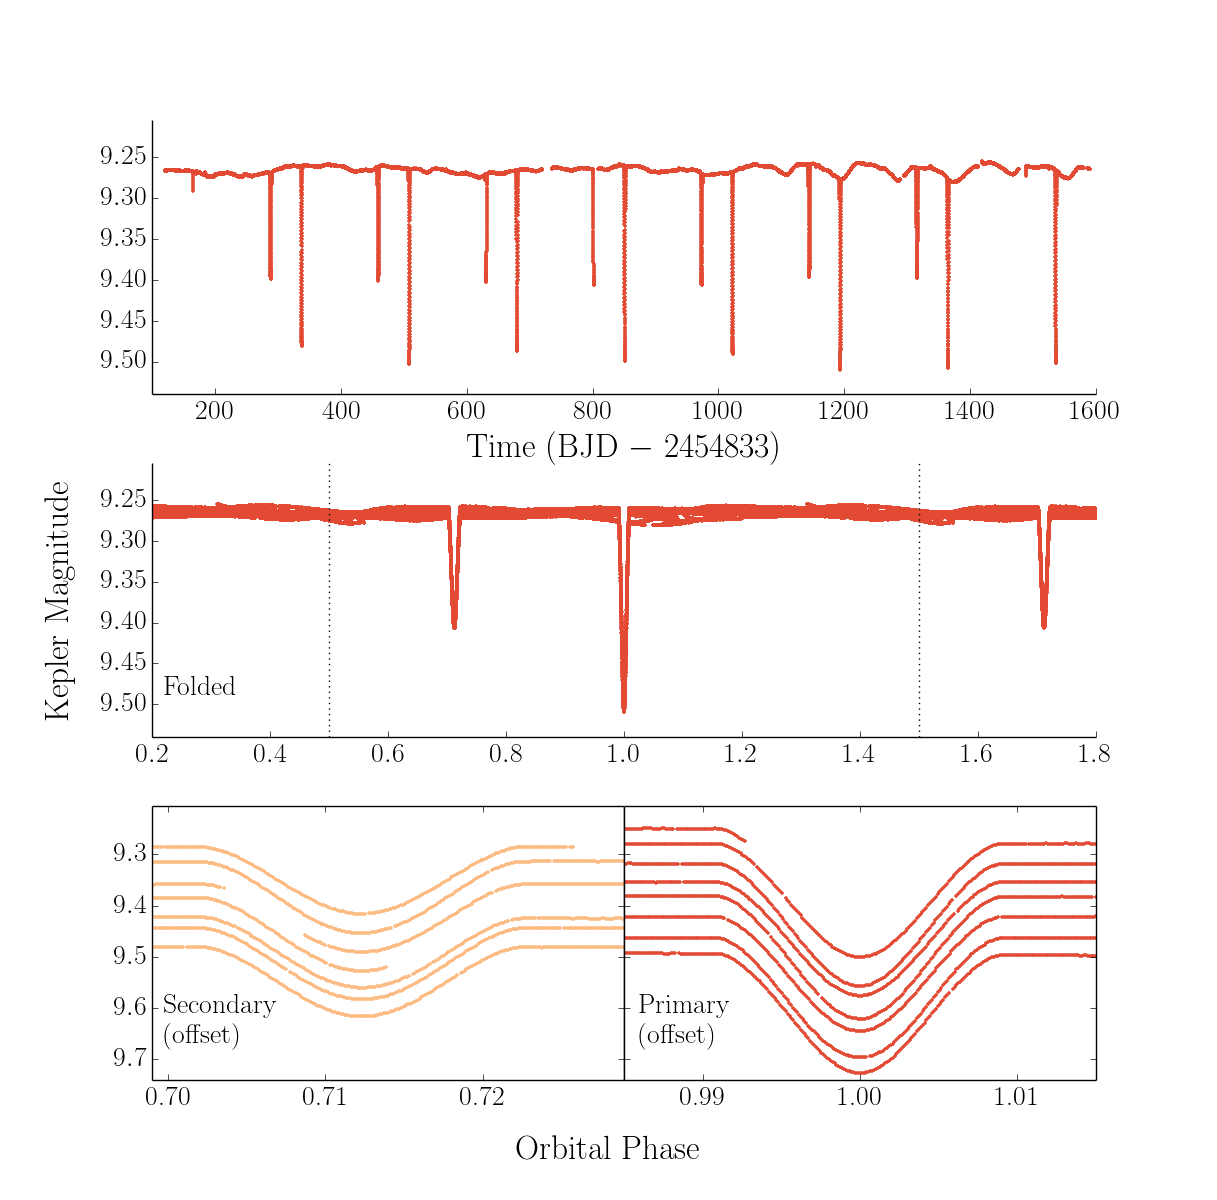 9.25
9.30
9.35
9.40
9.45
9.50
200 400 600 800 1000 1200 1400 1600
Time (BJD − 2454833)
Kepler Magnitude
9.25
9.30
9.35
9.40
9.45
9.50
Folded
0.2 0.4 0.6 0.8 1.0 1.2 1.4 1.6 1.8
9.3
9.4
9.5
9.6
9.7
Secondary
(offset)
Primary
(offset)
0.70 0.71 0.72 0.99 1.00 1.01
Orbital Phase